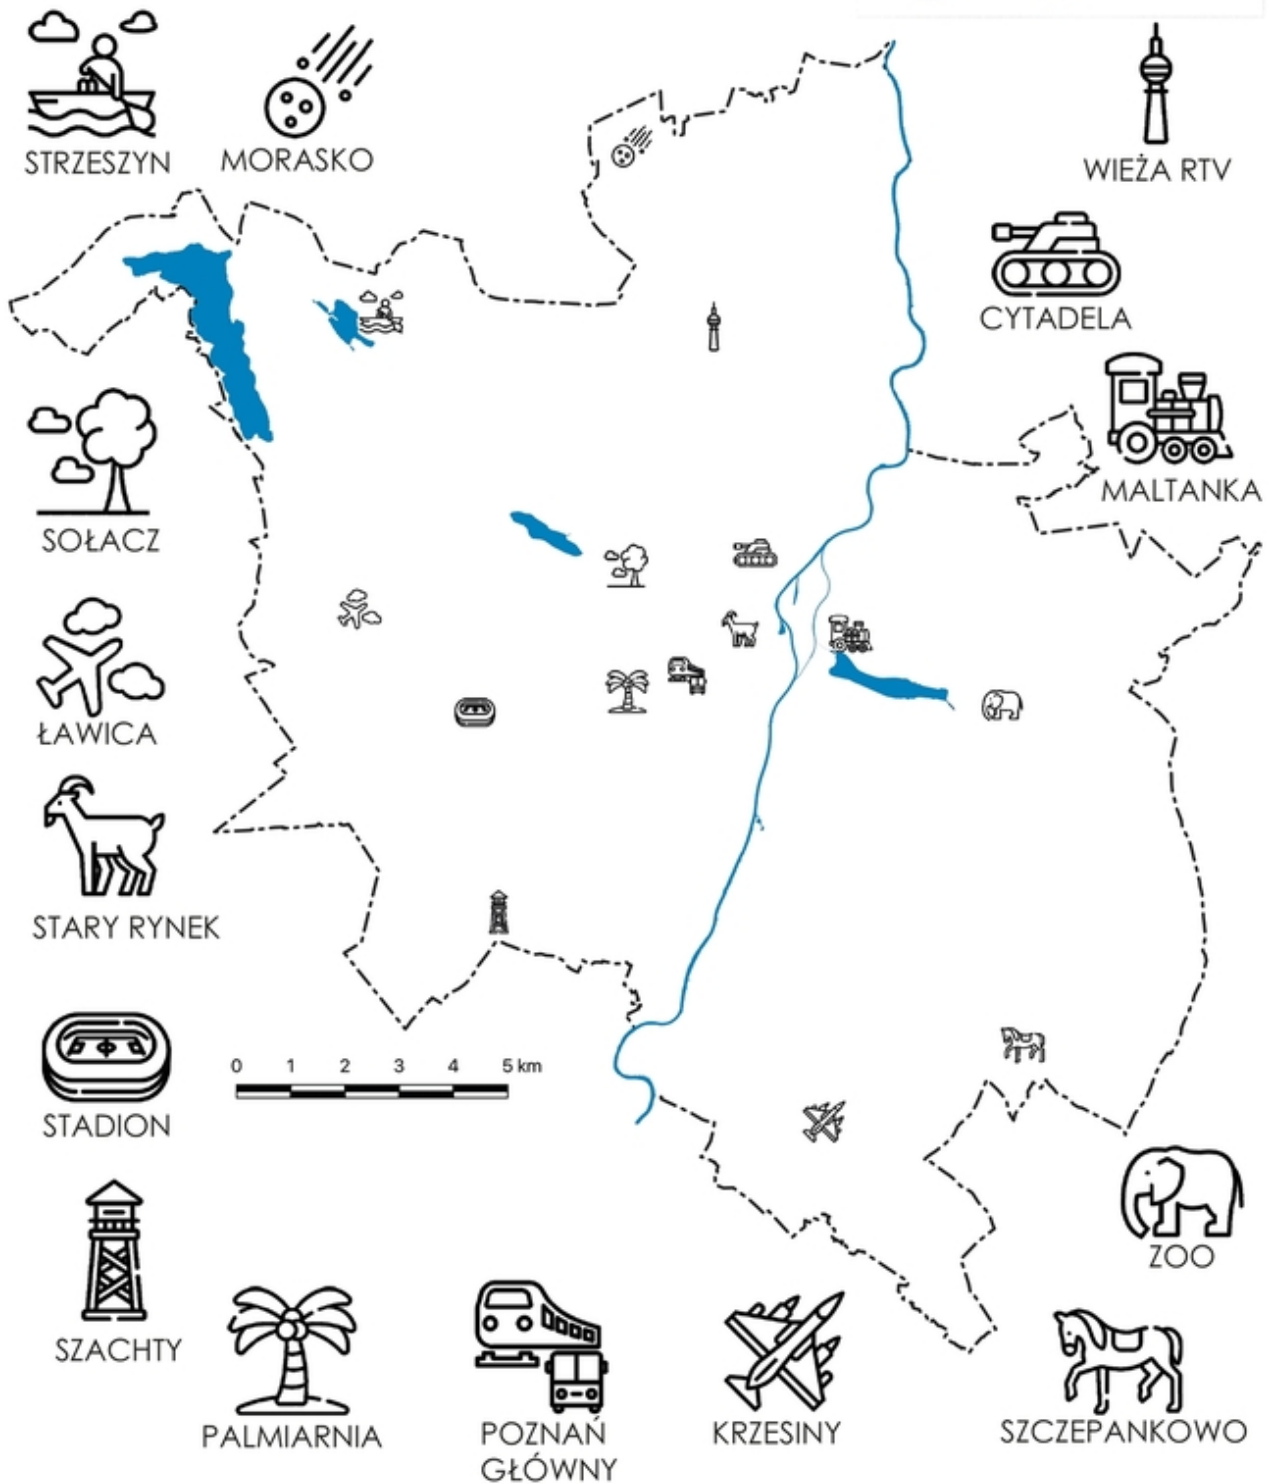 STRZESZYN
MORASKO
WIEŻA RTV
CYTADELA
MALTANKA
SOŁACZ
ŁAWICA
STARY RYNEK
0 1 2 3 4 5 km
STADION
ZOO
SZACHTY
PALMIARNIA
POZNAŃ
GŁÓWNY
KRZESINY
SZCZEPANKOWO